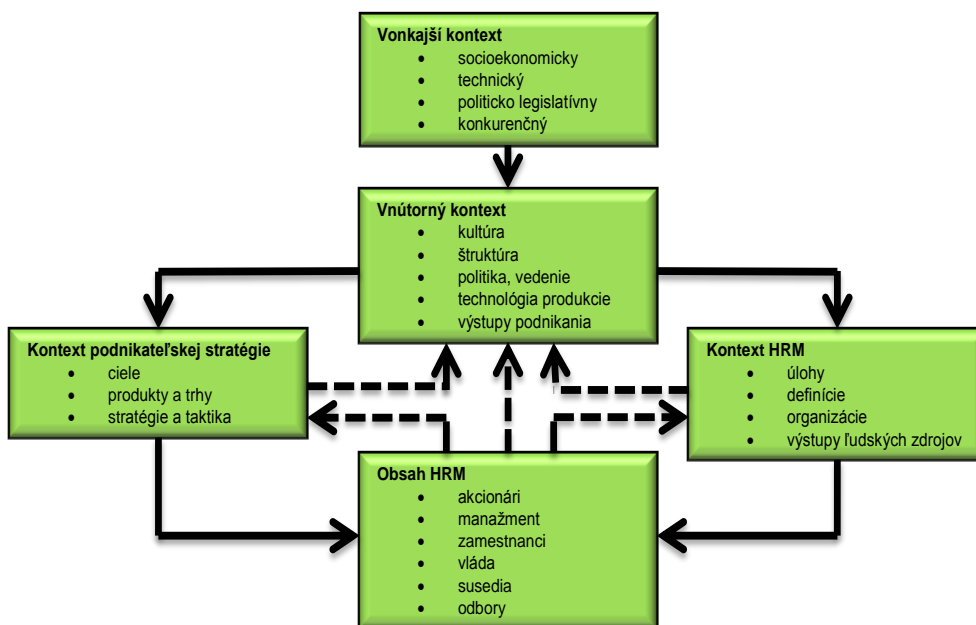 Vonkajší kontext
• socioekonomicky
• technický
• politicko legislatívny
• konkurenčný
Vnútorný kontext
• kultúra
• štruktúra
• politika, vedenie
• technológia produkcie
• výstupy podnikania
Kontext podnikateľskej stratégie
• ciele
• produkty a trhy
• stratégie a taktika
Kontext HRM
• úlohy
• definície
• organizácie
• výstupy ľudských zdrojov
Obsah HRM
• akcionári
• manažment
• zamestnanci
• vláda
• susedia
• odbory